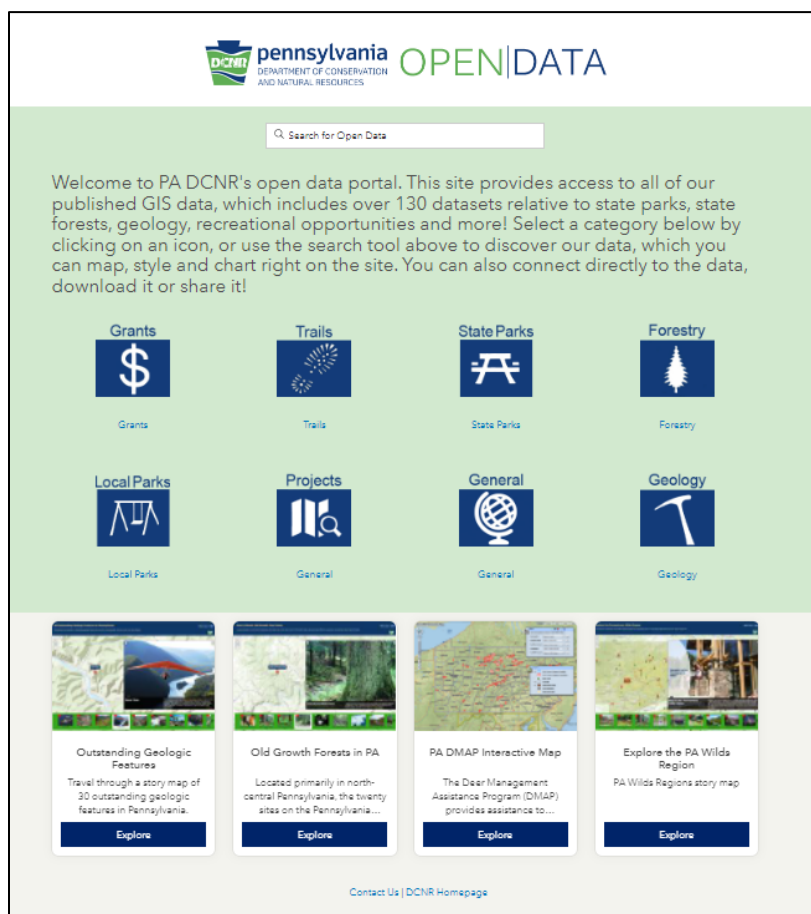 DCNR
pennsylvania
DEPARTMENT OF CONSERVATION
AND NATURAL RESOURCES
OPEN|DATA
Search for Open Data
Welcome to PA DCNR's open data portal. This site provides access to all of our
published GIS data, which includes over 130 datasets relative to state parks, state
forests, geology, recreational opportunities and more! Select a category below by
clicking on an icon, or use the search tool above to discover our data, which you
can map, style and chart right on the site. You can also connect directly to the data,
download it or share it!
Grants Trails State Parks Forestry
$
Grants Trails State Parks Forestry
Local Parks Projects General Geology
Local Parks General General Geology
Outstanding Geologic
Features
Travel through a story map of
30 outstanding geologic
features in Pennsylvania.
Explore
Old Growth Forests in PA
Located primarily in north-
central Pennsylvania, the twenty
sites on the Pennsylvania...
Explore
PA DMAP Interactive Map
The Deer Management
Assistance Program (DMAP)
provides assistance to...
Explore
Explore the PA Wilds
Region
PA Wilds Regions story map
Explore
Contact Us | DCNR Homepage